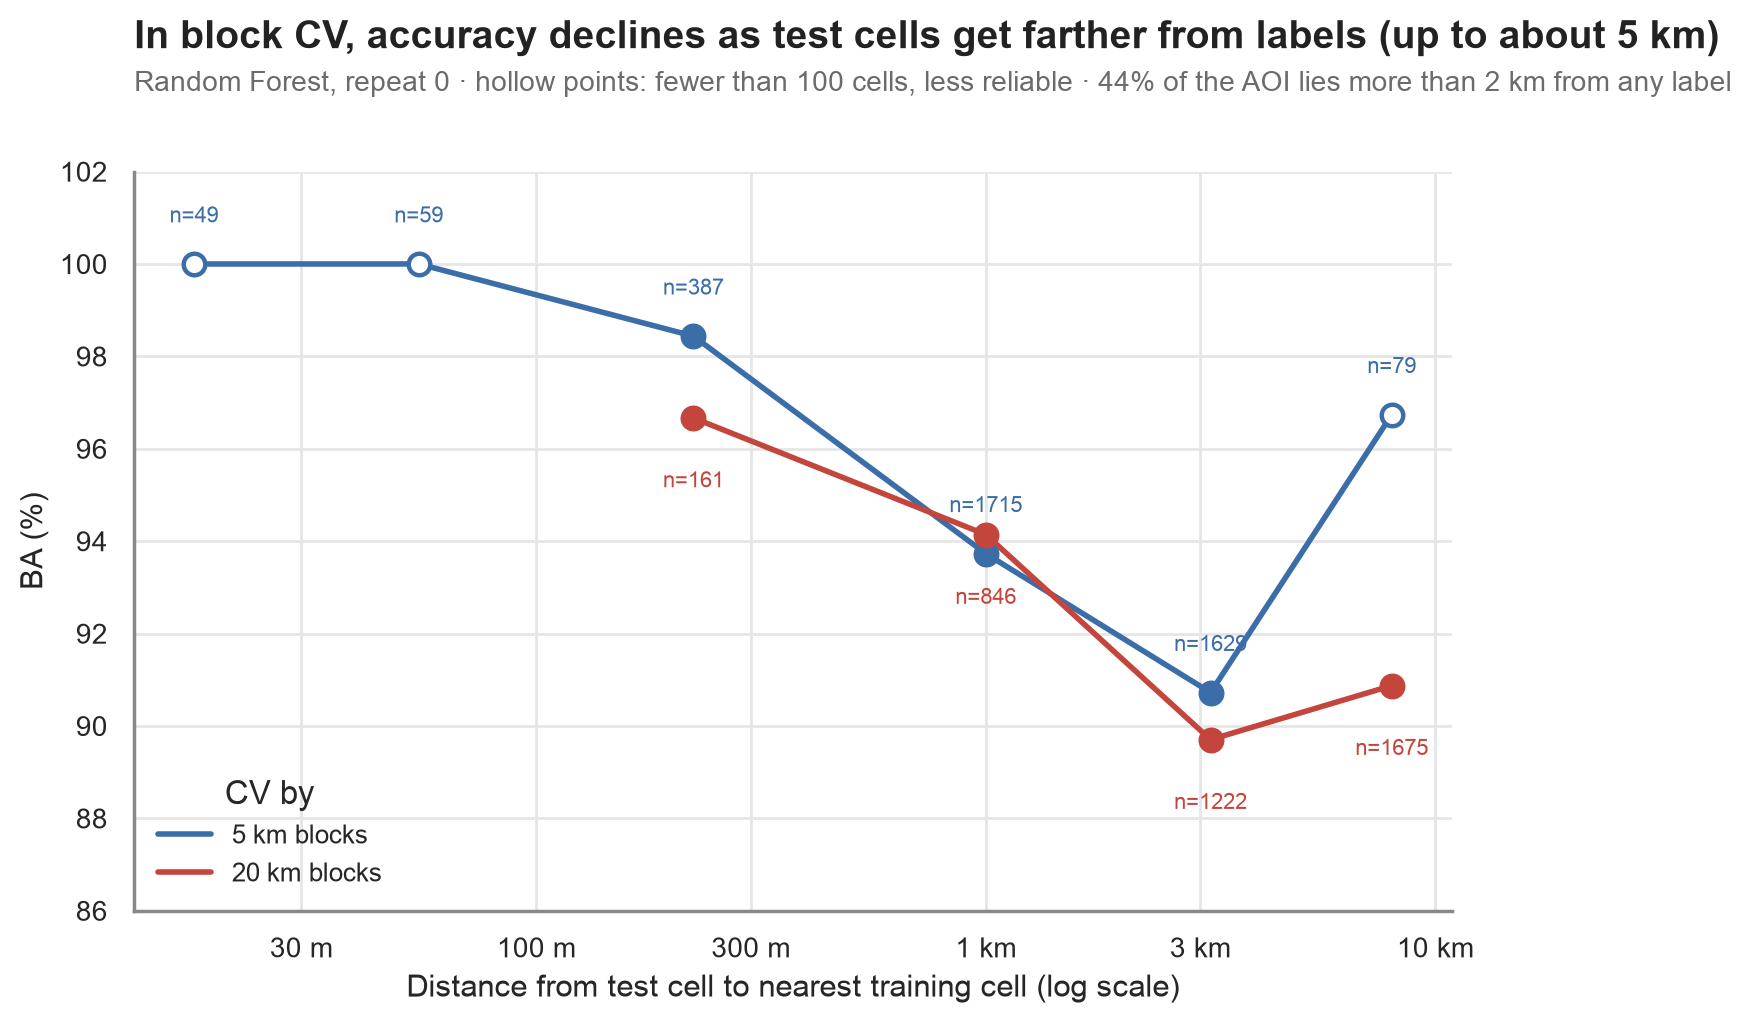 In block CV, accuracy declines as test cells get farther from labels (up to about 5 km)
Random Forest, repeat 0 · hollow points: fewer than 100 cells, less reliable · 44% of the AOI lies more than 2 km from any label
102
100
98
96
94
92
90
88
86
BA (%)
n=49
n=59
n=387
n=79
n=161
n=1715
n=846
n=1629
n=1675
n=1222
CV by
5 km blocks
20 km blocks
30 m
100 m
300 m
1 km
3 km
10 km
Distance from test cell to nearest training cell (log scale)